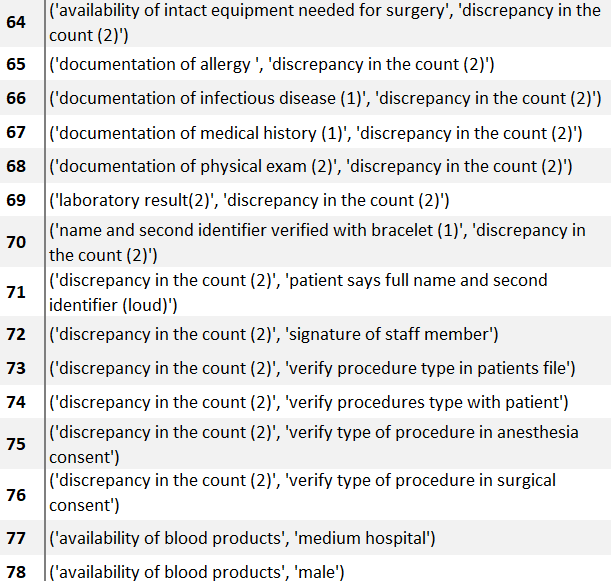 64 ('availability of intact equipment needed for surgery', 'discrepancy in the
count (2)')
65 ('documentation of allergy ', 'discrepancy in the count (2)')
66 ('documentation of infectious disease (1)', 'discrepancy in the count (2)')
67 ('documentation of medical history (1)', 'discrepancy in the count (2)')
68 ('documentation of physical exam (2)', 'discrepancy in the count (2)')
69 ('laboratory result(2)', 'discrepancy in the count (2)')
70 ('name and second identifier verified with bracelet (1)', 'discrepancy in
the count (2)')
71 ('discrepancy in the count (2)', 'patient says full name and second
identifier (loud)')
72 ('discrepancy in the count (2)', 'signature of staff member')
73 ('discrepancy in the count (2)', 'verify procedure type in patients file')
74 ('discrepancy in the count (2)', 'verify procedures type with patient')
75 ('discrepancy in the count (2)', 'verify type of procedure in anesthesia
consent')
76 ('discrepancy in the count (2)', 'verify type of procedure in surgical
consent')
77 ('availability of blood products', 'medium hospital')
78 ('availability of blood products', 'male')